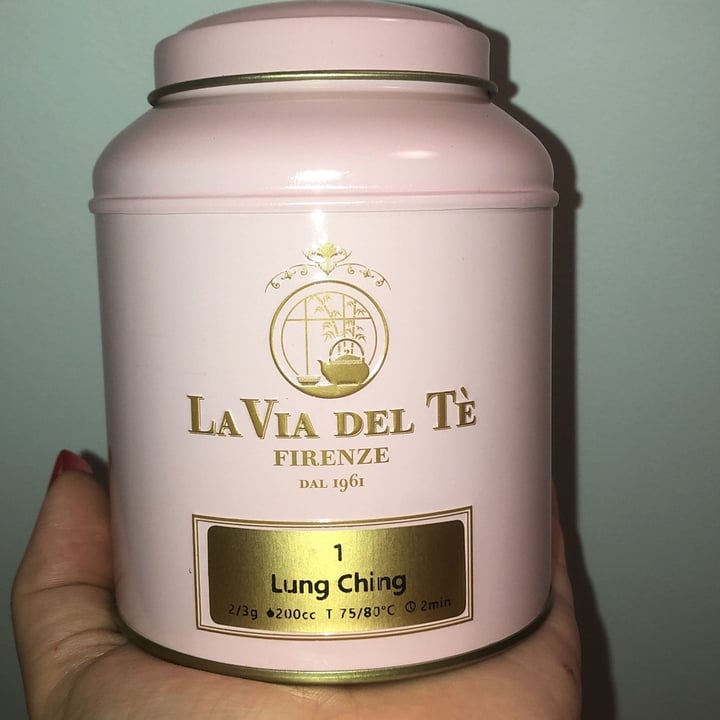 LA VIA DEL TÈ
FIRENZE
DAL 1961
1
Lung Ching
2/3g 200cc T 75/80°C 2min